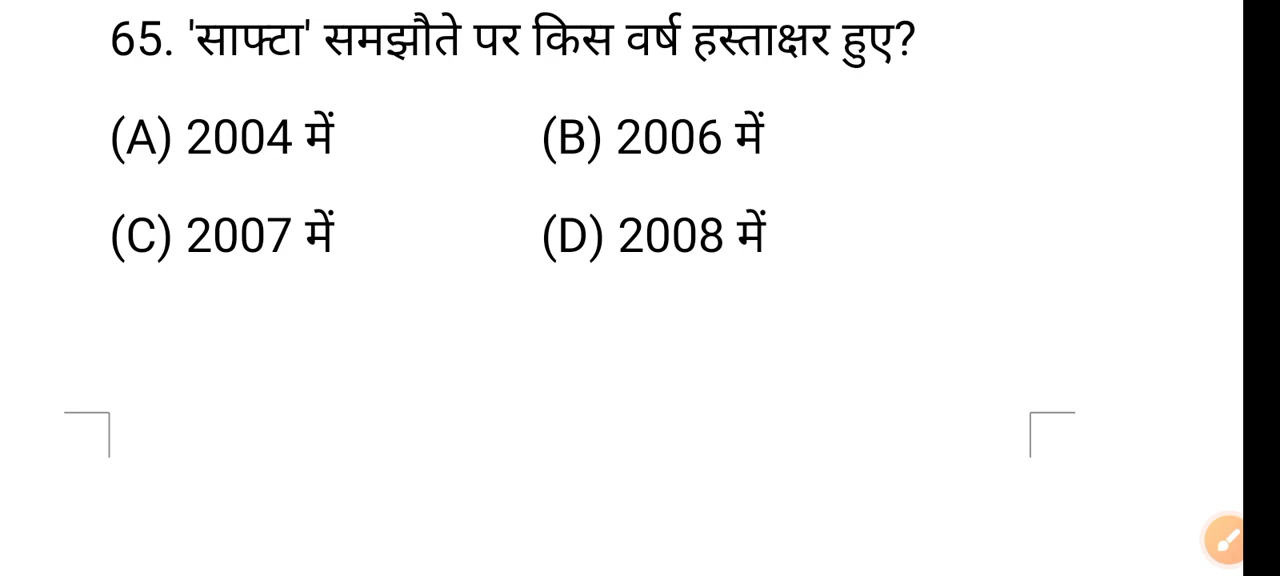 65. 'साफ्टा' समझौते पर किस वर्ष हस्ताक्षर हुए?
(A) 2004 में (B) 2006 में
(C) 2007 में (D) 2008 में